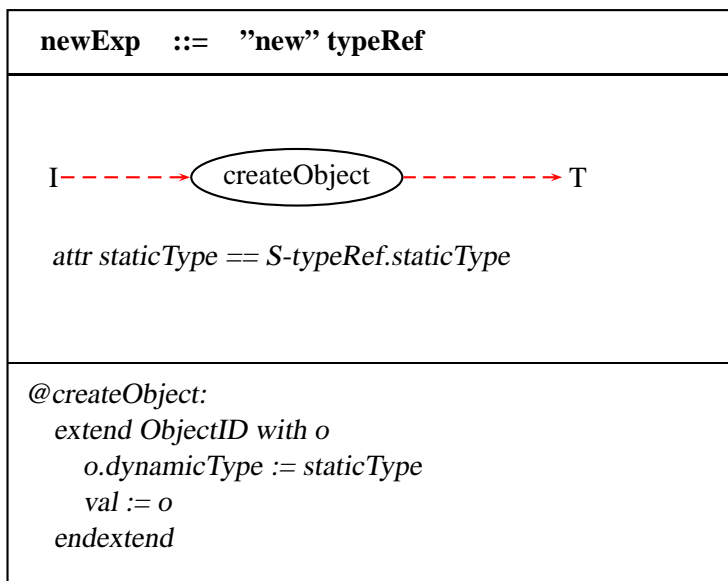 newExp ::= ”new” typeRef
I createObject T
attr staticType == S-typeRef.staticType
@createObject:
extend ObjectID with o
o.dynamicType := staticType
val := o
endextend